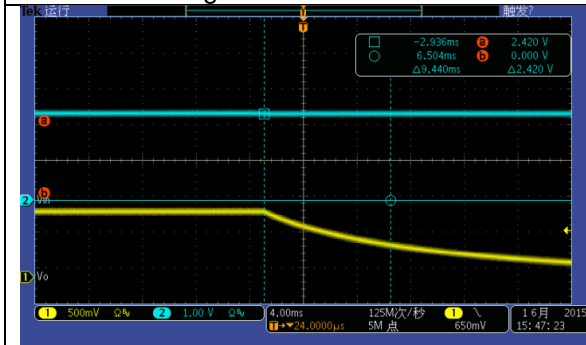 Tek 运行
触发?
T
T
-2.936ms a 2.420 V
6.504ms b 0.000 V
△9.440ms △2.420 V
a
b
2 Vin
1 Vo
1 500mV Ω
2 1.00 V Ω
4.00ms 125M次/秒 1
T→▼24.0000µs 5M 点 650mV
1 6月 2015
15:47:23